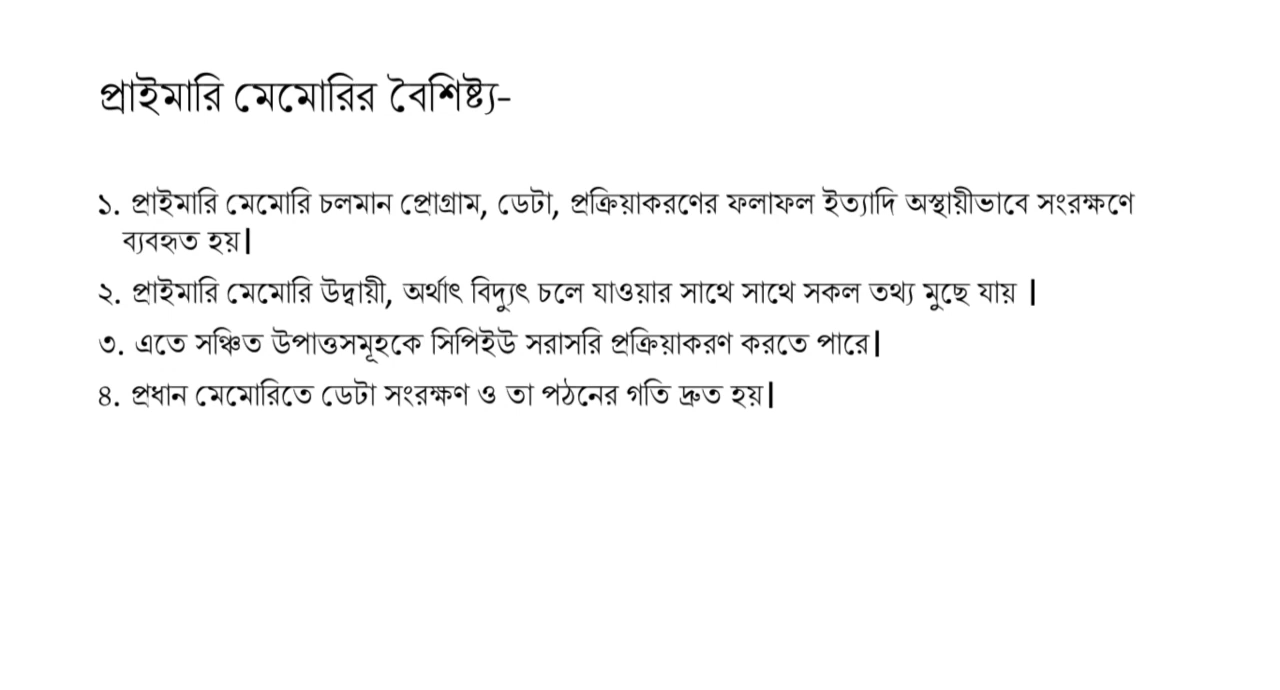 প্রাইমারি মেমোরির বৈশিষ্ট্য-
১. প্রাইমারি মেমোরি চলমান প্রোগ্রাম, ডেটা, প্রক্রিয়াকরণের ফলাফল ইত্যাদি অস্থায়ীভাবে সংরক্ষণে
ব্যবহৃত হয়|
২. প্রাইমারি মেমোরি উদ্বায়ী, অর্থাৎ বিদ্যুৎ চলে যাওয়ার সাথে সাথে সকল তথ্য মুছে যায় |
৩. এতে সঞ্চিত উপাত্তসমূহকে সিপিইউ সরাসরি প্রক্রিয়াকরণ করতে পারে|
৪. প্রধান মেমোরিতে ডেটা সংরক্ষণ ও তা পঠনের গতি দ্রুত হয়|